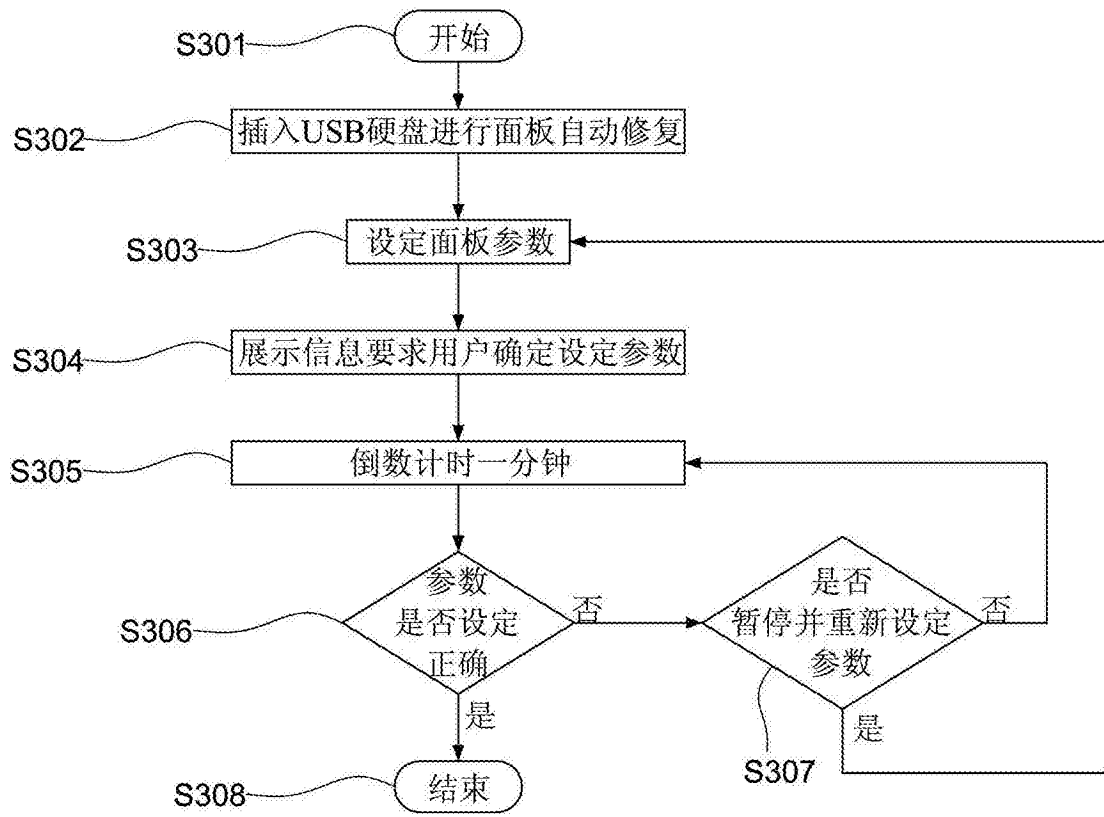 S301
开始
S302
插入USB硬盘进行面板自动修复
S303
设定面板参数
S304
展示信息要求用户确定设定参数
S305
倒数计时一分钟
S306
参数
是否设定
正确
否
是否
暂停并重新设定
参数
否
是
S307
是
S308
结束